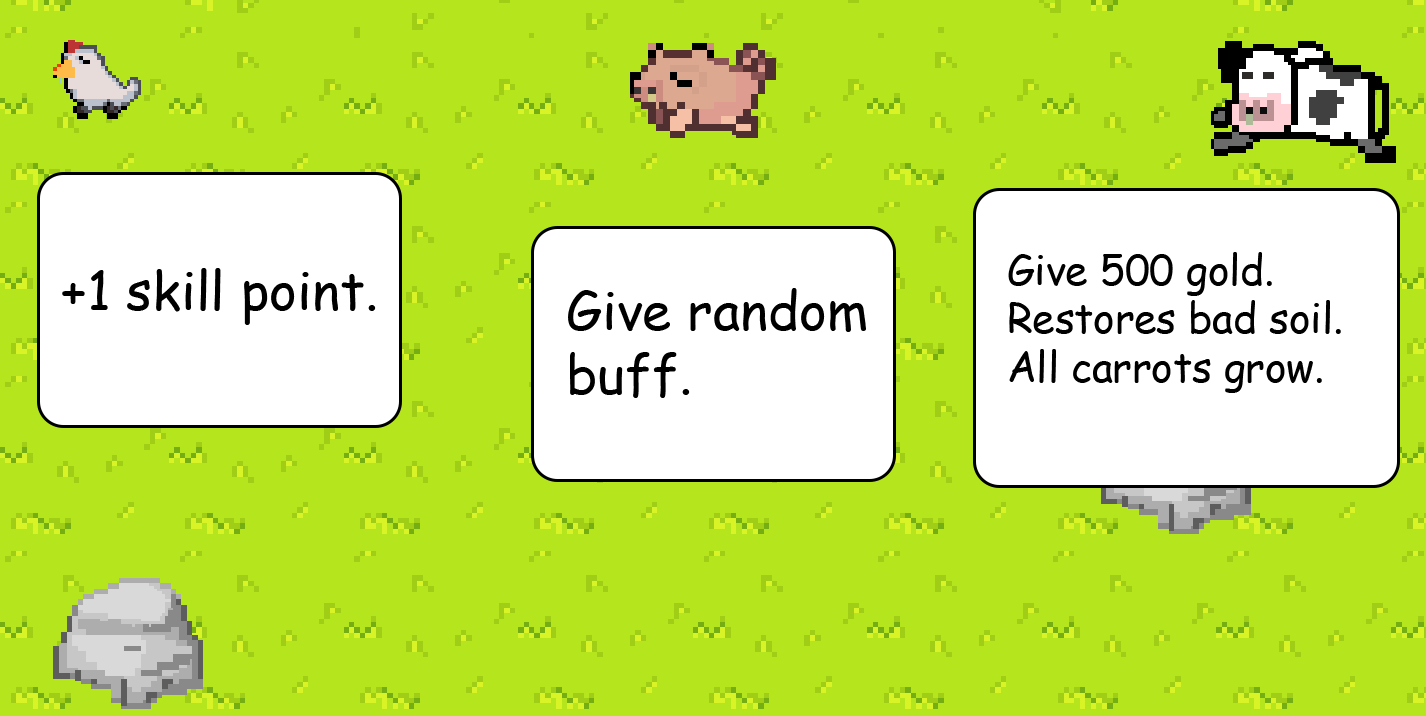 +1 skill point.
Give random
buff.
Give 500 gold.
Restores bad soil.
All carrots grow.